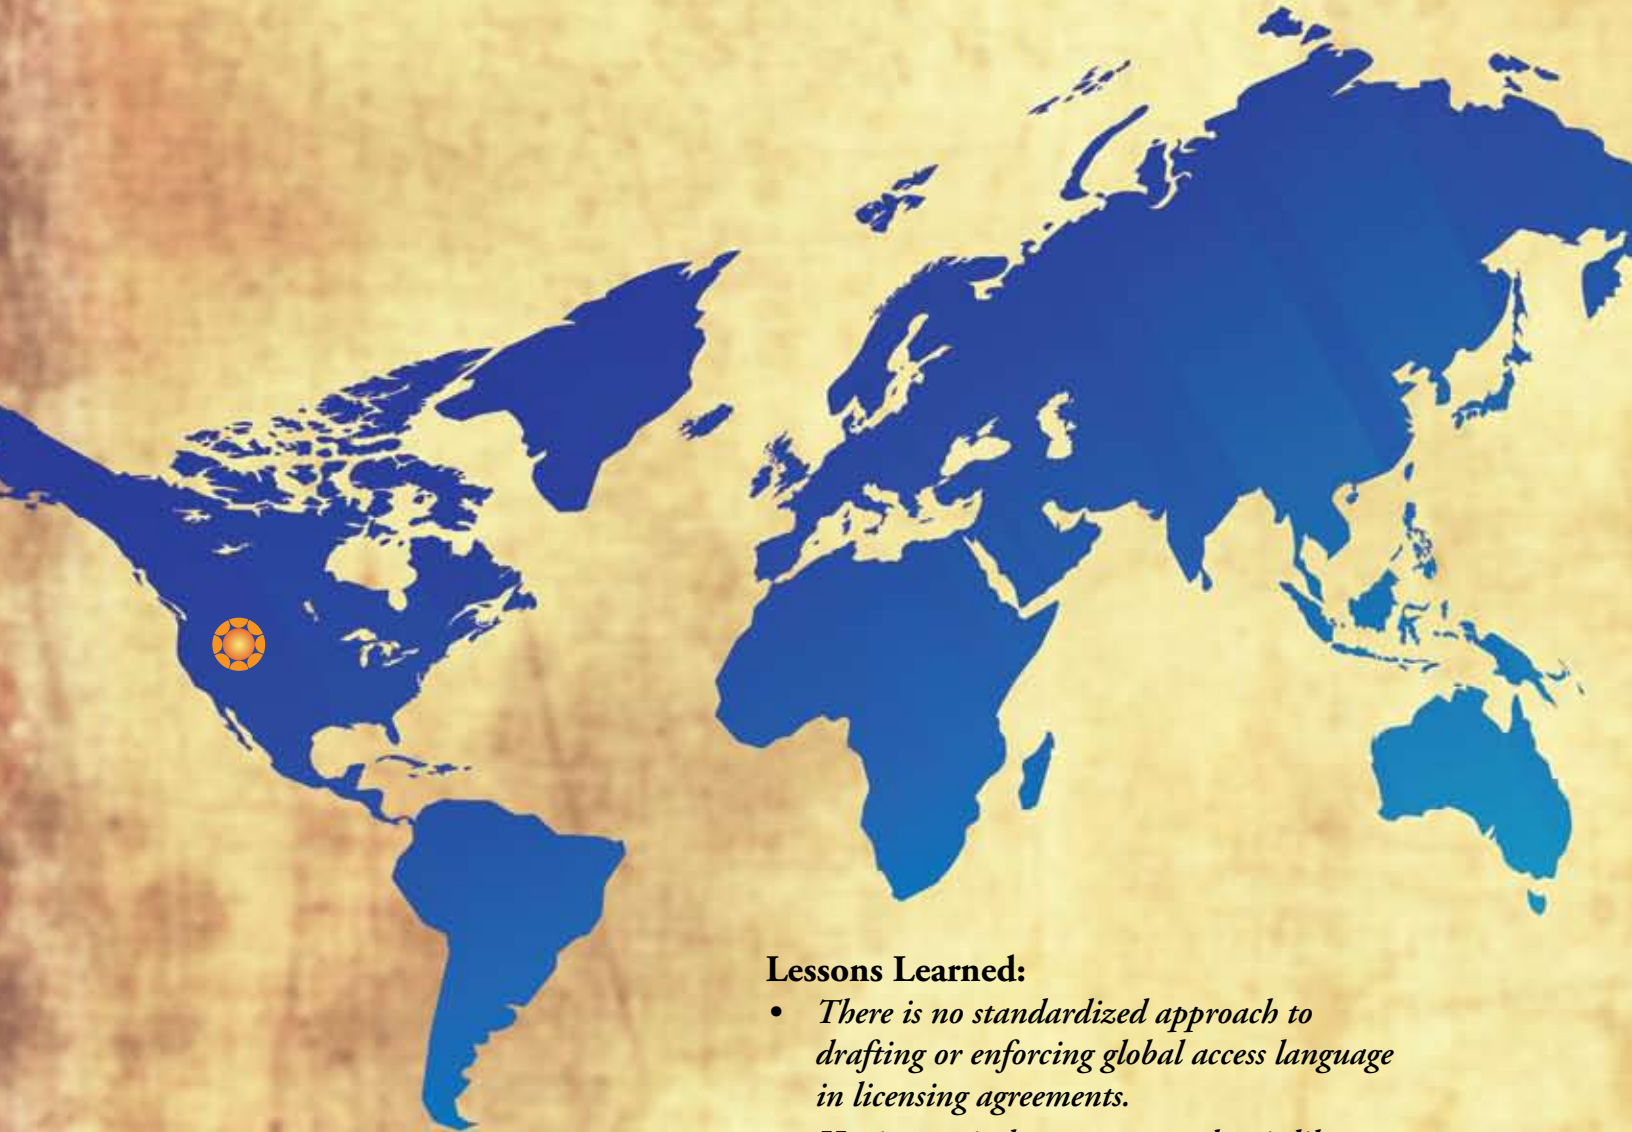 Lessons Learned:
• There is no standardized approach to
drafting or enforcing global access language
in licensing agreements.